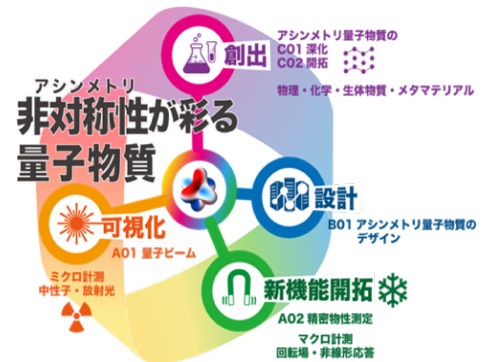 創出
アシンメトリ量子物質の
C01 深化
C02 開拓
物理・化学・生体物質・メタマテリアル
アシンメトリ
非対称性が彩る
量子物質
設計
B01 アシンメトリ量子物質の
デザイン
可視化
A01 量子ビーム
ミクロ計測
中性子・放射光
新機能開拓
A02 精密物性測定
マクロ計測
回転場・非線形応答